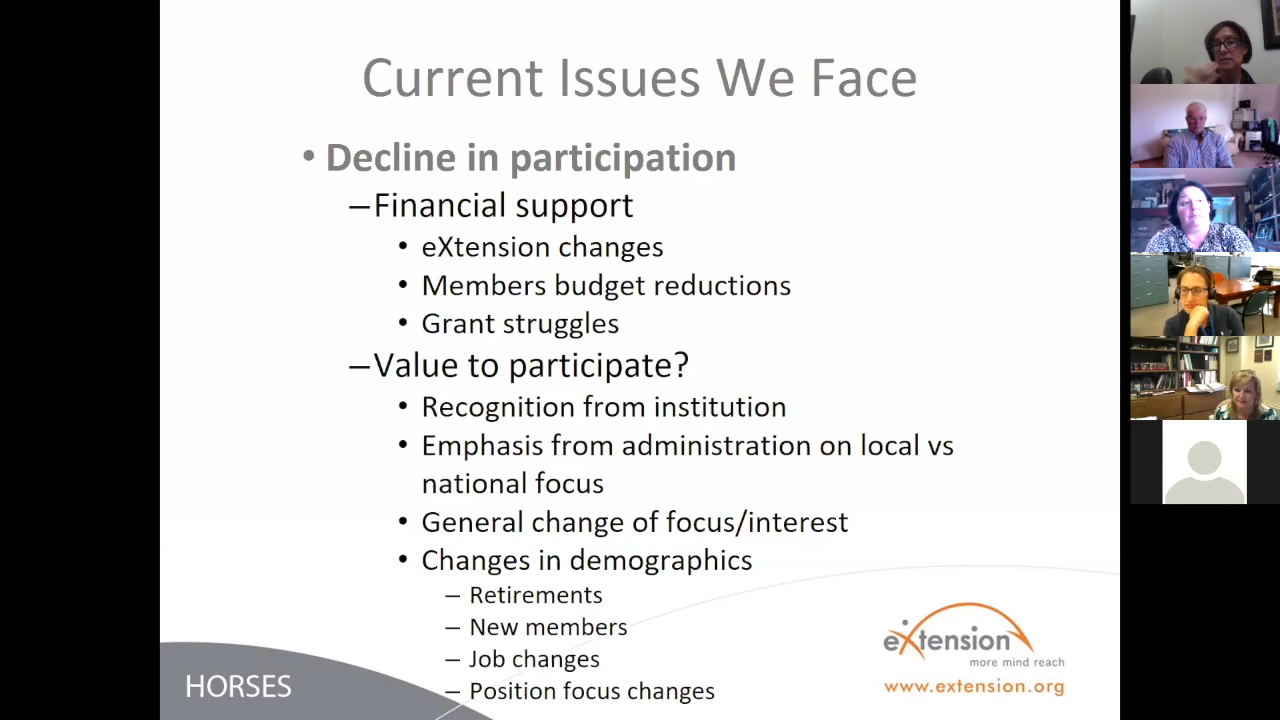 Current Issues We Face
• Decline in participation
–Financial support
• eXtension changes
• Members budget reductions
• Grant struggles
–Value to participate?
• Recognition from institution
• Emphasis from administration on local vs
national focus
• General change of focus/interest
• Changes in demographics
– Retirements
– New members
– Job changes
– Position focus changes
HORSES
eXtension
more mind reach
www.extension.org